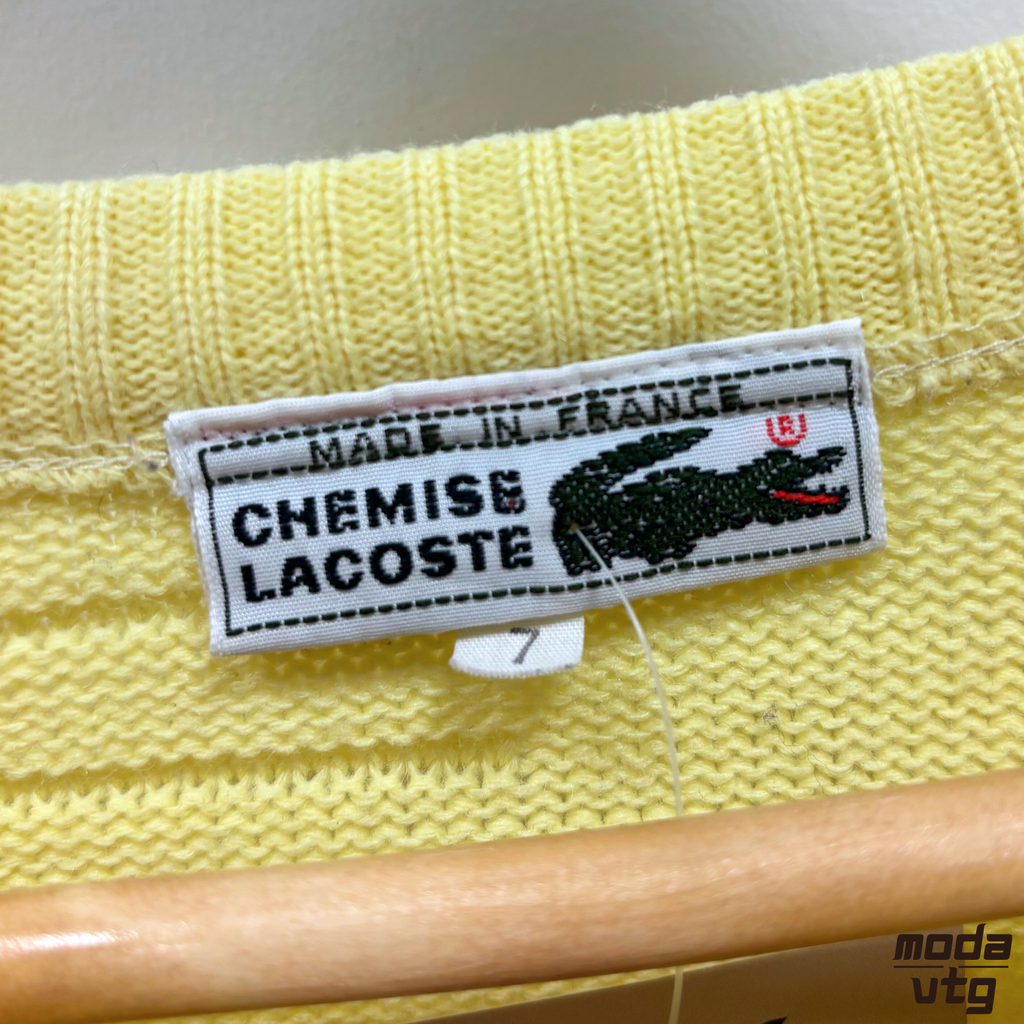 MADE IN FRANCE
®
CHEMISE
LACOSTE
7
moda
vtg